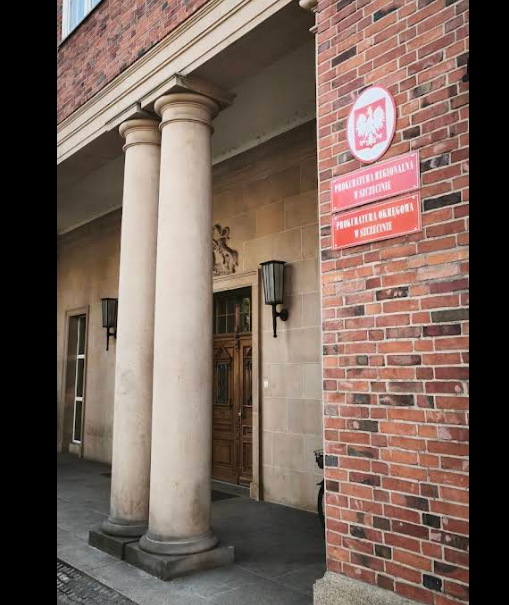 PROKURATURA REGIONALNA
W SZCZECINIE
PROKURATURA OKRĘGOWA
W SZCZECINIE